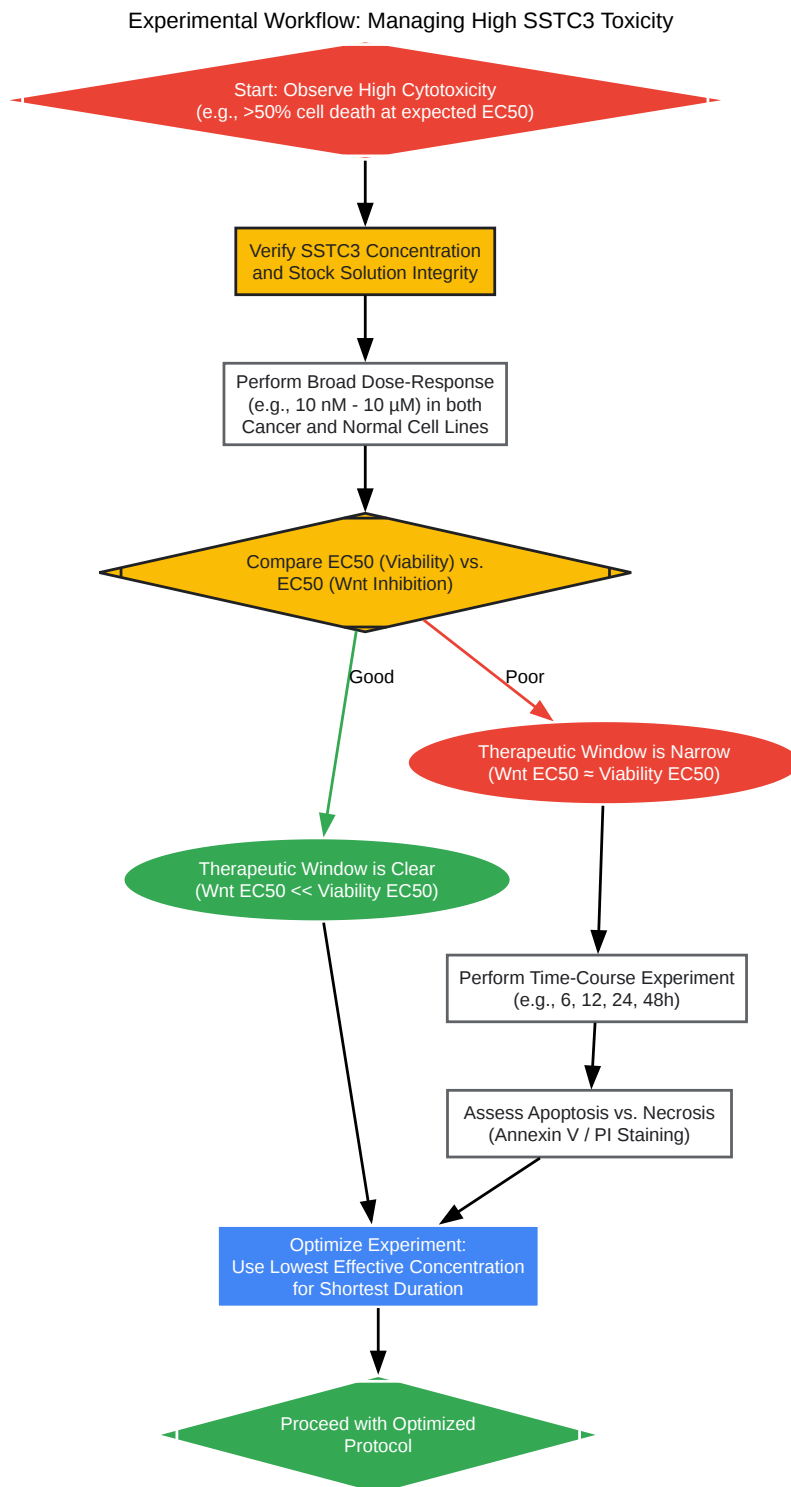 Experimental Workflow: Managing High SSTC3 Toxicity
Start: Observe High Cytotoxicity
(e.g., >50% cell death at expected EC50)
Verify SSTC3 Concentration
and Stock Solution Integrity
Perform Broad Dose-Response
(e.g., 10 nM - 10 µM) in both
Cancer and Normal Cell Lines
Compare EC50 (Viability) vs.
EC50 (Wnt Inhibition)
Good
Poor
Therapeutic Window is Narrow
(Wnt EC50 ≈ Viability EC50)
Therapeutic Window is Clear
(Wnt EC50 << Viability EC50)
Perform Time-Course Experiment
(e.g., 6, 12, 24, 48h)
Assess Apoptosis vs. Necrosis
(Annexin V / PI Staining)
Optimize Experiment:
Use Lowest Effective Concentration
for Shortest Duration
Proceed with Optimized
Protocol